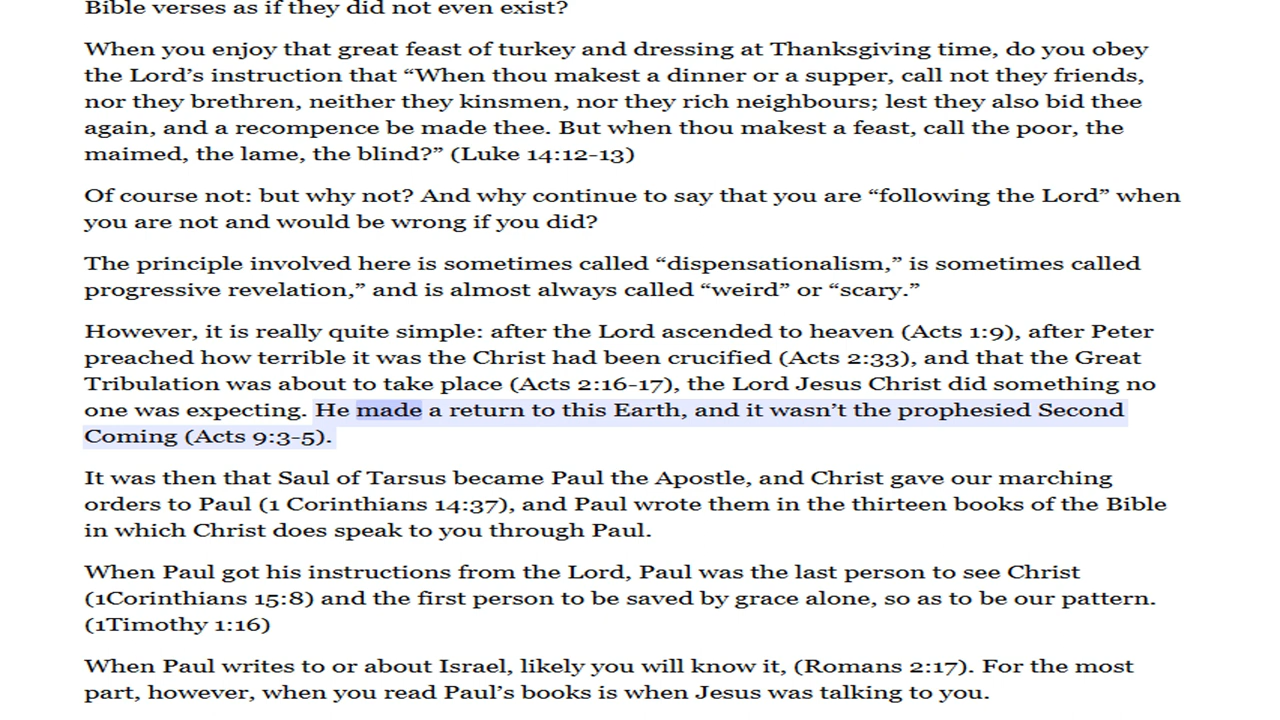 Bible verses as if they did not even exist?
When you enjoy that great feast of turkey and dressing at Thanksgiving time, do you obey
the Lord’s instruction that “When thou makest a dinner or a supper, call not they friends,
nor they brethren, neither they kinsmen, nor they rich neighbours; lest they also bid thee
again, and a recompence be made thee. But when thou makest a feast, call the poor, the
maimed, the lame, the blind?” (Luke 14:12-13)
Of course not: but why not? And why continue to say that you are “following the Lord” when
you are not and would be wrong if you did?
The principle involved here is sometimes called “dispensationalism,” is sometimes called
progressive revelation,” and is almost always called “weird” or “scary.”
However, it is really quite simple: after the Lord ascended to heaven (Acts 1:9), after Peter
preached how terrible it was the Christ had been crucified (Acts 2:33), and that the Great
Tribulation was about to take place (Acts 2:16-17), the Lord Jesus Christ did something no
one was expecting. He made a return to this Earth, and it wasn’t the prophesied Second
Coming (Acts 9:3-5).
It was then that Saul of Tarsus became Paul the Apostle, and Christ gave our marching
orders to Paul (1 Corinthians 14:37), and Paul wrote them in the thirteen books of the Bible
in which Christ does speak to you through Paul.
When Paul got his instructions from the Lord, Paul was the last person to see Christ
(1Corinthians 15:8) and the first person to be saved by grace alone, so as to be our pattern.
(1Timothy 1:16)
When Paul writes to or about Israel, likely you will know it, (Romans 2:17). For the most
part, however, when you read Paul’s books is when Jesus was talking to you.